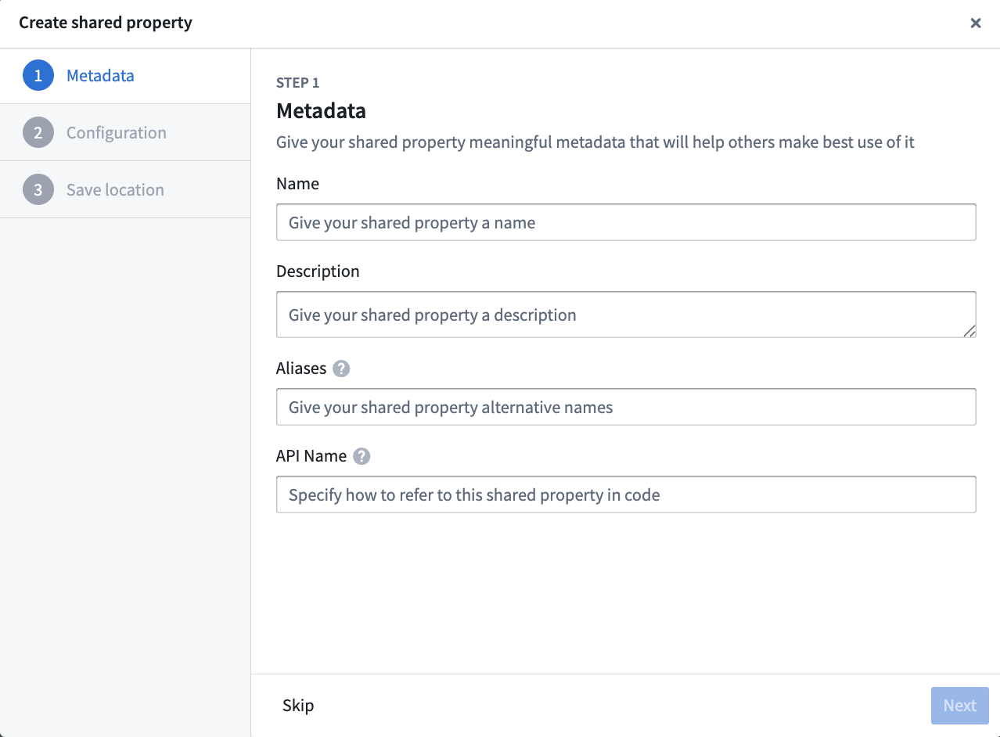 Create shared property
1 Metadata
2 Configuration
3 Save location
STEP 1
Metadata
Give your shared property meaningful metadata that will help others make best use of it
Name
Give your shared property a name
Description
Give your shared property a description
Aliases ?
Give your shared property alternative names
API Name ?
Specify how to refer to this shared property in code
Skip
Next